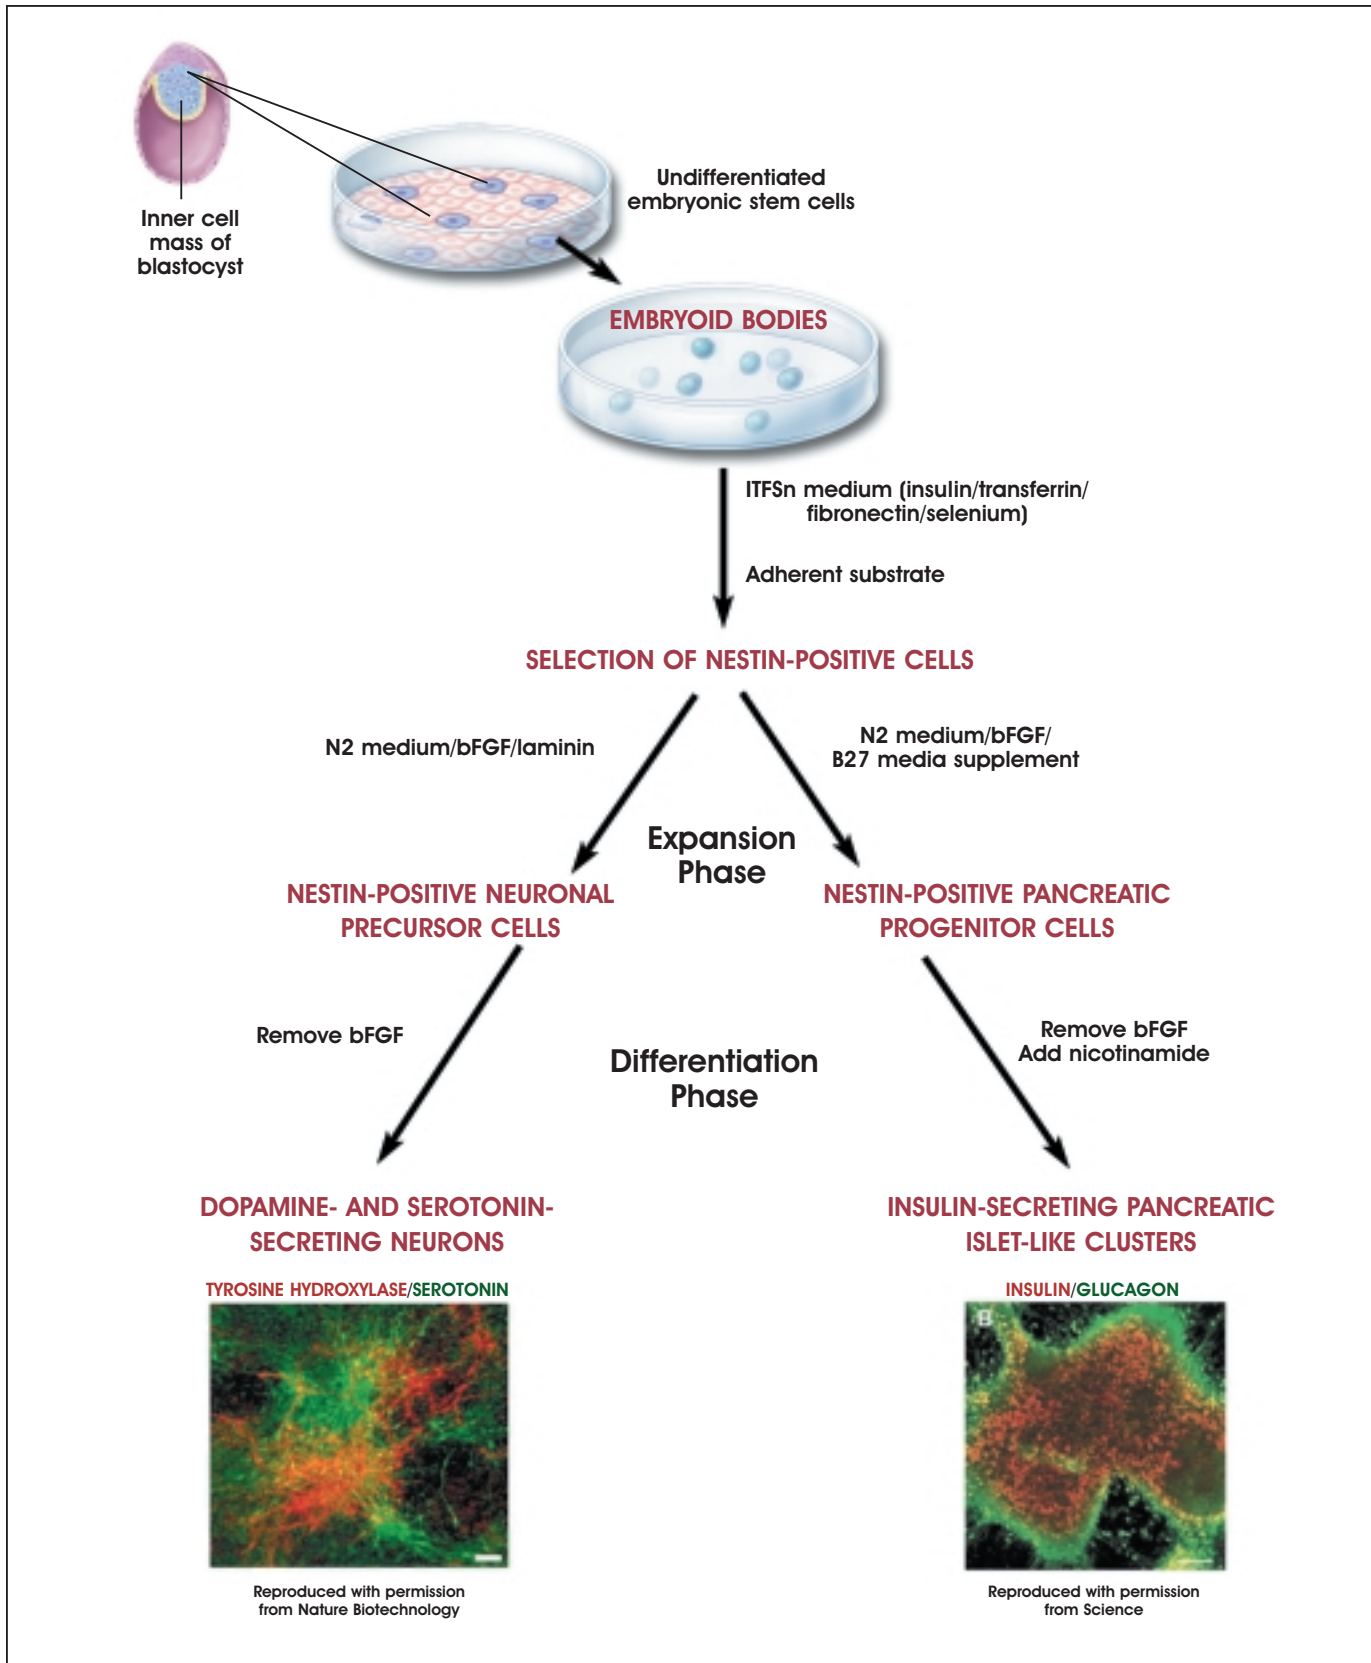 Inner cell
mass of
blastocyst
Undifferentiated
embryonic stem cells
EMBRYOID BODIES
ITFSn medium (insulin/transferrin/
fibronectin/selenium)
Adherent substrate
SELECTION OF NESTIN-POSITIVE CELLS
N2 medium/bFGF/laminin
N2 medium/bFGF/
B27 media supplement
Expansion
Phase
NESTIN-POSITIVE NEURONAL
PRECURSOR CELLS
NESTIN-POSITIVE PANCREATIC
PROGENITOR CELLS
Remove bFGF
Remove bFGF
Add nicotinamide
Differentiation
Phase
DOPAMINE- AND SEROTONIN-
SECRETING NEURONS
INSULIN-SECRETING PANCREATIC
ISLET-LIKE CLUSTERS
TYROSINE HYDROXYLASE/SEROTONIN
INSULIN/GLUCAGON
B
Reproduced with permission
from Nature Biotechnology
Reproduced with permission
from Science